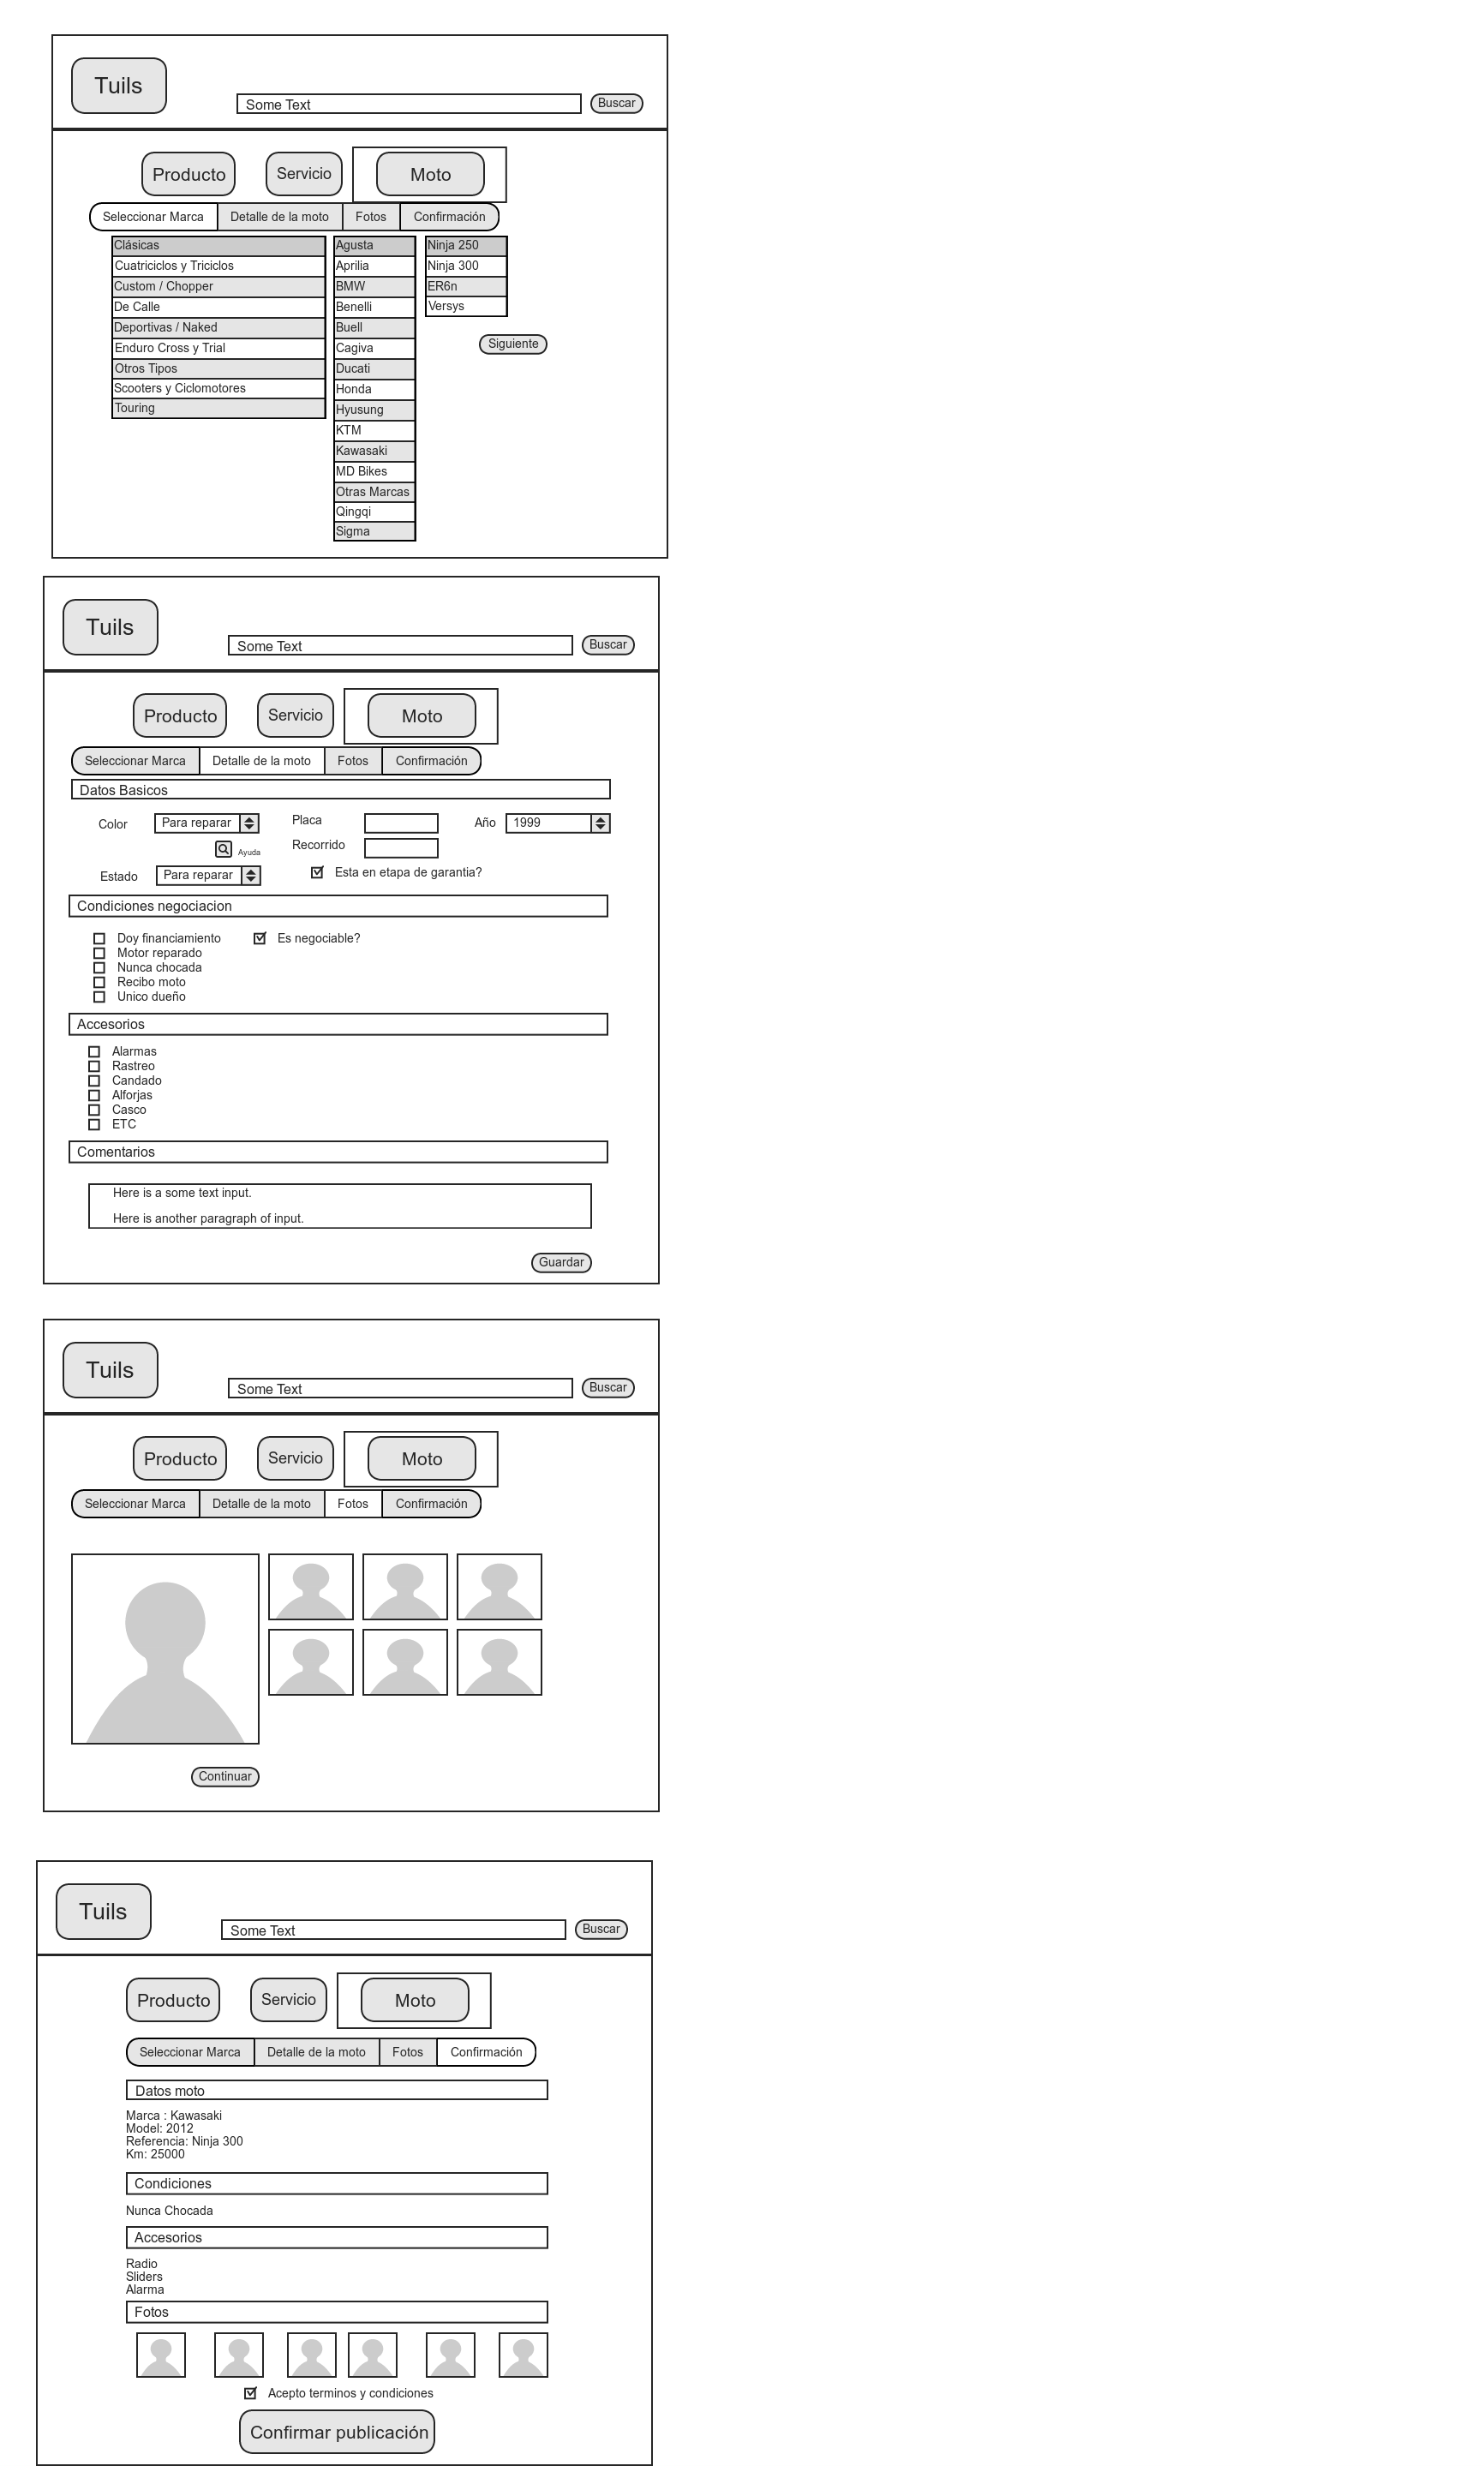 Tuils
Some Text
Buscar
Producto
Servicio
Moto
Seleccionar Marca
Detalle de la moto
Fotos
Confirmación
Clásicas
Cuatriciclos y Triciclos
Custom / Chopper
De Calle
Deportivas / Naked
Enduro Cross y Trial
Otros Tipos
Scooters y Ciclomotores
Touring
Agusta
Aprilia
BMW
Benelli
Buell
Cagiva
Ducati
Honda
Hyusung
KTM
Kawasaki
MD Bikes
Otras Marcas
Qingqi
Sigma
Ninja 250
Ninja 300
ER6n
Versys
Siguiente
Tuils
Some Text
Buscar
Producto
Servicio
Moto
Seleccionar Marca
Detalle de la moto
Fotos
Confirmación
Datos Basicos
Color
Para reparar
Placa
Año
1999
Ayuda
Recorrido
Estado
Para reparar
Esta en etapa de garantia?
Condiciones negociacion
Doy financiamiento
Es negociable?
Motor reparado
Nunca chocada
Recibo moto
Unico dueño
Accesorios
Alarmas
Rastreo
Candado
Alforjas
Casco
ETC
Comentarios
Here is a some text input.
Here is another paragraph of input.
Guardar
Tuils
Some Text
Buscar
Producto
Servicio
Moto
Seleccionar Marca
Detalle de la moto
Fotos
Confirmación
Continuar
Tuils
Some Text
Buscar
Producto
Servicio
Moto
Seleccionar Marca
Detalle de la moto
Fotos
Confirmación
Datos moto
Marca : Kawasaki
Model: 2012
Referencia: Ninja 300
Km: 25000
Condiciones
Nunca Chocada
Accesorios
Radio
Sliders
Alarma
Fotos
Acepto terminos y condiciones
Confirmar publicación